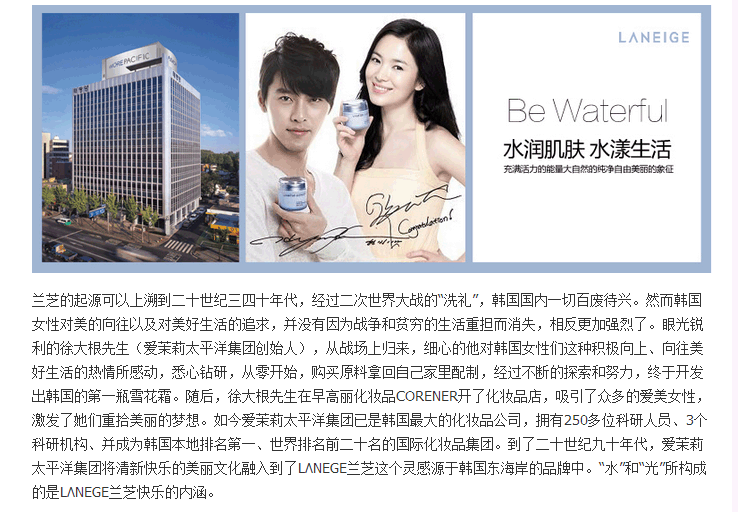 AMOREPACIFIC
LANEIGE
Be Waterful
水润肌肤 水漾生活
充满活力的能量大自然的纯净自由美丽的象征
Congratulations!
兰芝的起源可以上溯到二十世纪三四十年代，经过二次世界大战的“洗礼”，韩国国内一切百废待兴。然而韩国
女性对美的向往以及对美好生活的追求，并没有因为战争和贫穷的生活重担而消失，相反更加强烈了。眼光锐
利的徐大根先生（爱茉莉太平洋集团创始人），从战场上归来，细心的他对韩国女性们这种积极向上、向往美
好生活的热情所感动，悉心钻研，从零开始，购买原料拿回自己家里配制，经过不断的探索和努力，终于开发
出韩国的第一瓶雪花霜。随后，徐大根先生在早高丽化妆品CORENER开了化妆品店，吸引了众多的爱美女性，
激发了她们重拾美丽的梦想。如今爱茉莉太平洋集团已是韩国最大的化妆品公司，拥有250多位科研人员、3个
科研机构、并成为韩国本地排名第一、世界排名前二十名的国际化妆品集团。到了二十世纪九十年代，爱茉莉
太平洋集团将清新快乐的美丽文化融入到了LANEGE兰芝这个灵感源于韩国东海岸的品牌中。“水”和“光”所构成
的是LANEGE兰芝快乐的内涵。